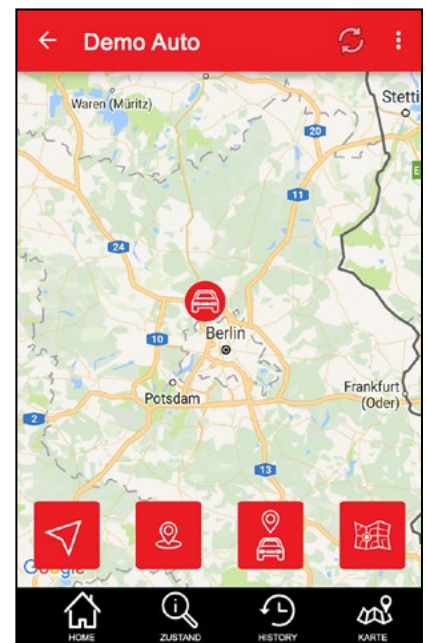 Demo Auto
Waren (Müritz)
Stetti
20
E
11
24
Berlin
10
Potsdam
Frankfurt
(Oder)
2
13
Google
HOME
ZUSTAND
HISTORY
KARTE